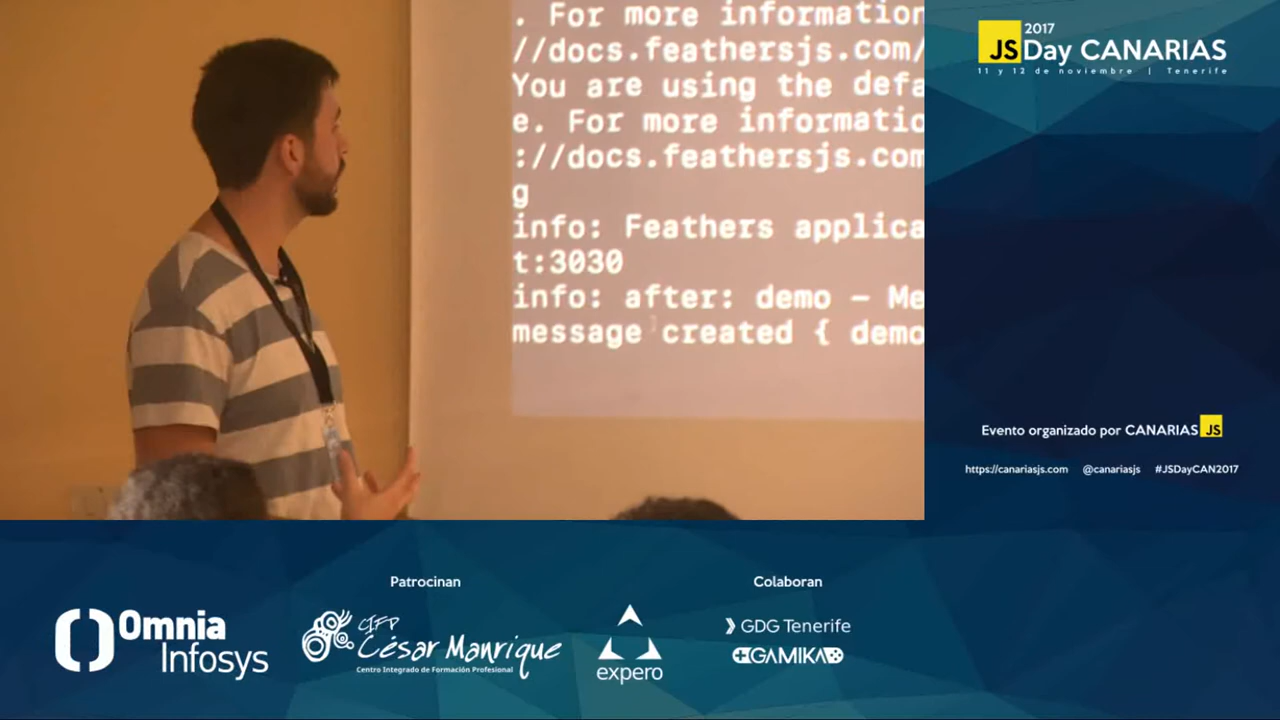 . For more information
//docs.feathersjs.com/
You are using the defa
e. For more informatio
://docs.feathersjs.com
g
info: Feathers applica
t:3030
info: after: demo - Me
message created { demo
2017
JSDay CANARIAS
11 y 12 de noviembre | Tenerife
Evento organizado por CANARIAS JS
https://canariasjs.com @canariasjs #JSDayCAN2017
Patrocinan
Omnia
Infosys
CIFP
César Manrique
Centro Integrado de Formación Profesional
expero
Colaboran
GDG Tenerife
GAMIKA